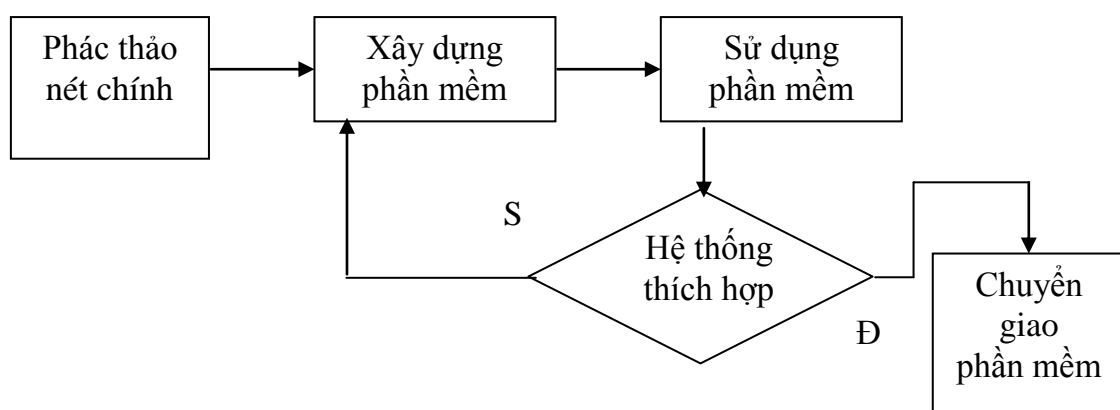 Phác thảo
nét chính
Xây dựng
phần mềm
Sử dụng
phần mềm
S
Hệ thống
thích hợp
Đ
Chuyển
giao
phần mềm